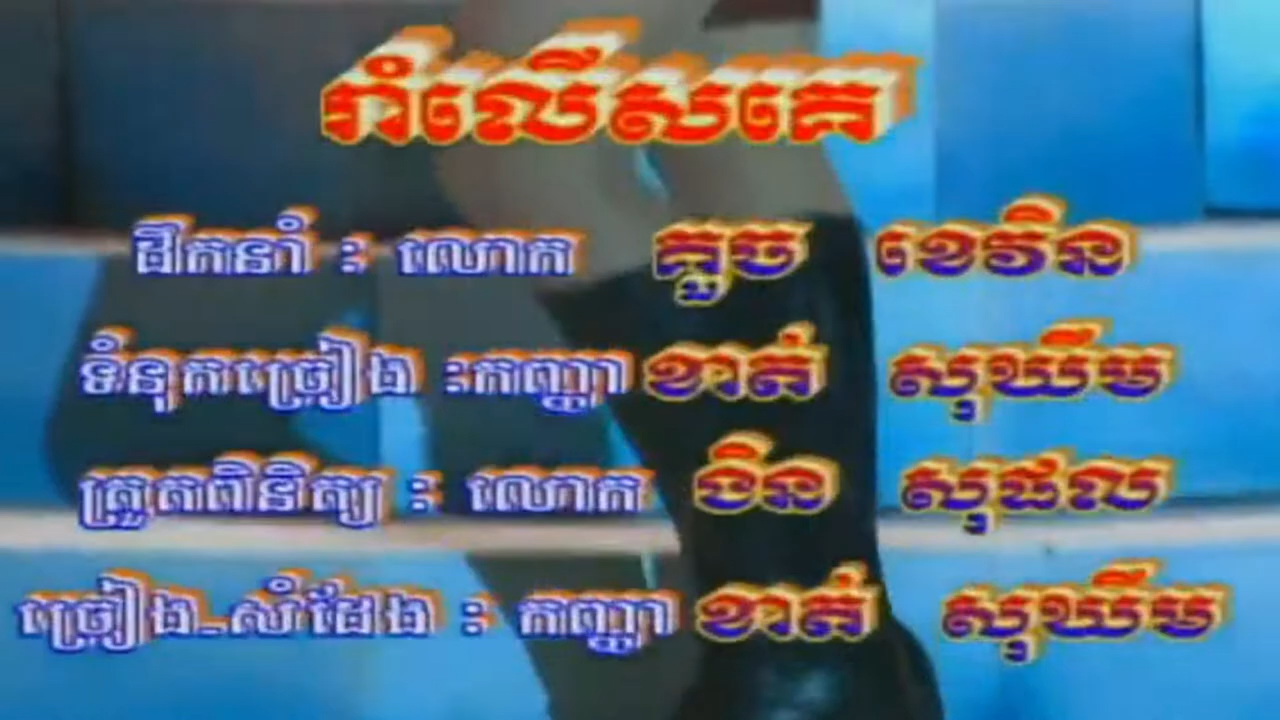 រាំលើសគេ
ដឹកនាំ : លោក គួច ខេវិន
ទំនុកច្រៀង :កញ្ញា ខាត់ សុឃីម
ត្រួតពិនិត្យ : លោក ងិន សុផល
ច្រៀង-សំដែង : កញ្ញា ខាត់ សុឃីម